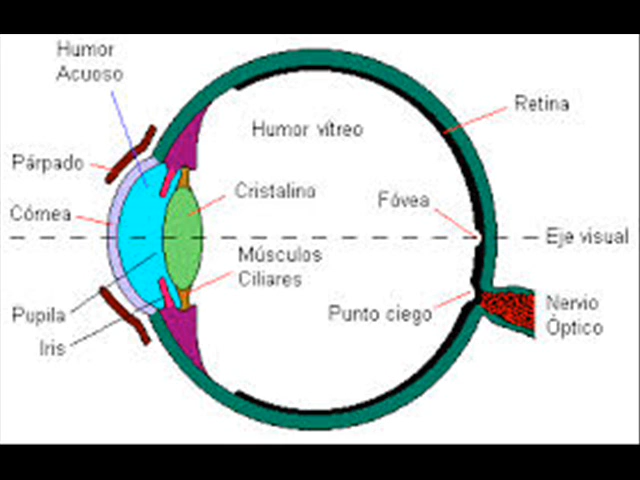 Humor
Acuoso
Retina
Humor vítreo
Párpado
Cristalino
Fóvea
Córnea
Eje visual
Músculos
Ciliares
Pupila
Punto ciego
Nervio
Óptico
Iris